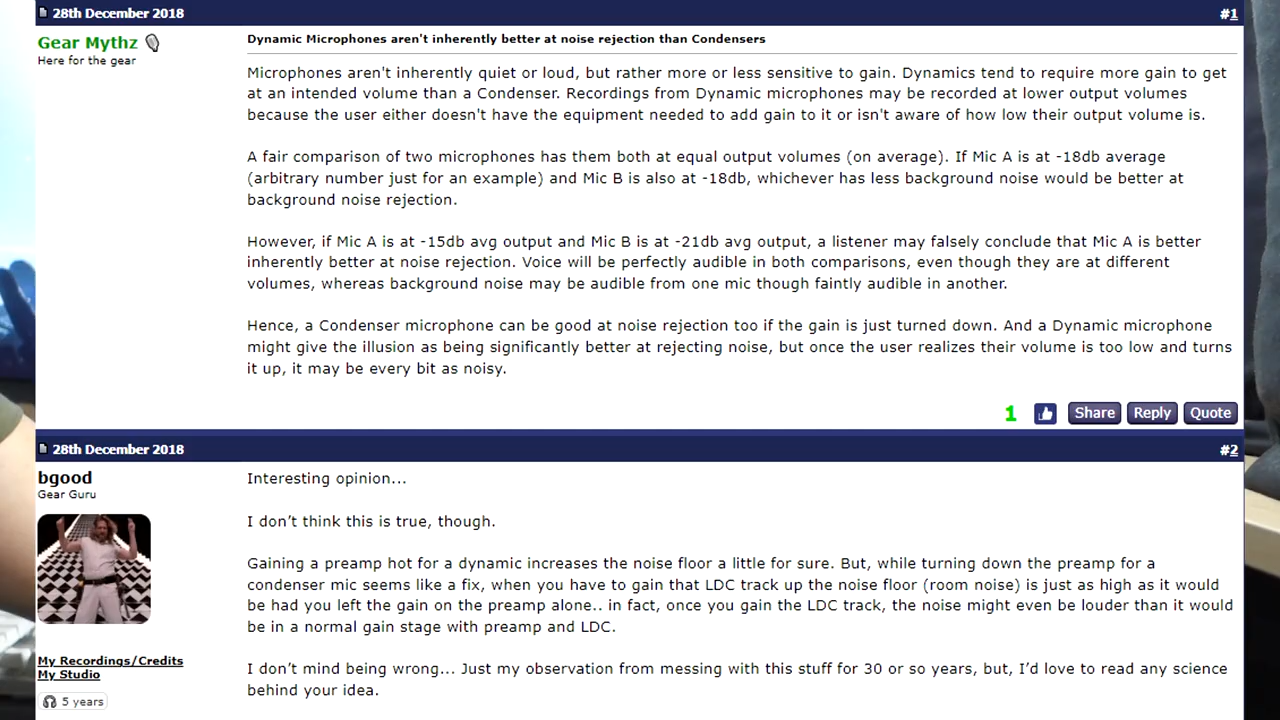 28th December 2018
#1
Gear Mythz
Here for the gear
Dynamic Microphones aren't inherently better at noise rejection than Condensers
Microphones aren't inherently quiet or loud, but rather more or less sensitive to gain. Dynamics tend to require more gain to get
at an intended volume than a Condenser. Recordings from Dynamic microphones may be recorded at lower output volumes
because the user either doesn't have the equipment needed to add gain to it or isn't aware of how low their output volume is.
A fair comparison of two microphones has them both at equal output volumes (on average). If Mic A is at -18db average
(arbitrary number just for an example) and Mic B is also at -18db, whichever has less background noise would be better at
background noise rejection.
However, if Mic A is at -15db avg output and Mic B is at -21db avg output, a listener may falsely conclude that Mic A is better
inherently better at noise rejection. Voice will be perfectly audible in both comparisons, even though they are at different
volumes, whereas background noise may be audible from one mic though faintly audible in another.
Hence, a Condenser microphone can be good at noise rejection too if the gain is just turned down. And a Dynamic microphone
might give the illusion as being significantly better at rejecting noise, but once the user realizes their volume is too low and turns
it up, it may be every bit as noisy.
1
Share
Reply
Quote
28th December 2018
#2
bgood
Gear Guru
Interesting opinion...
I don’t think this is true, though.
Gaining a preamp hot for a dynamic increases the noise floor a little for sure. But, while turning down the preamp for a
condenser mic seems like a fix, when you have to gain that LDC track up the noise floor (room noise) is just as high as it would
be had you left the gain on the preamp alone.. in fact, once you gain the LDC track, the noise might even be louder than it would
be in a normal gain stage with preamp and LDC.
My Recordings/Credits
My Studio
5 years
I don’t mind being wrong... Just my observation from messing with this stuff for 30 or so years, but, I’d love to read any science
behind your idea.